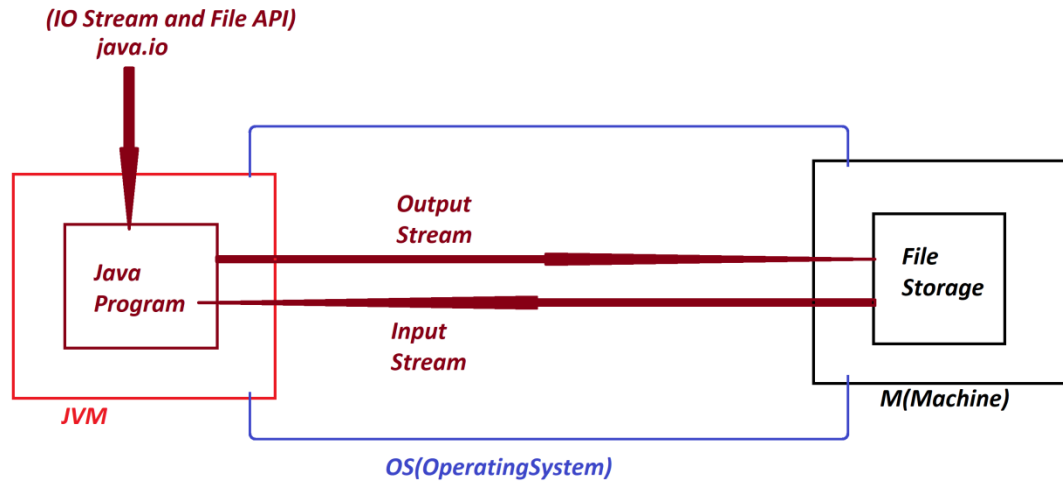 (IO Stream and File API)
java.io
Output
Stream
Java
Program
File
Storage
Input
Stream
JVM
M(Machine)
OS(OperatingSystem)